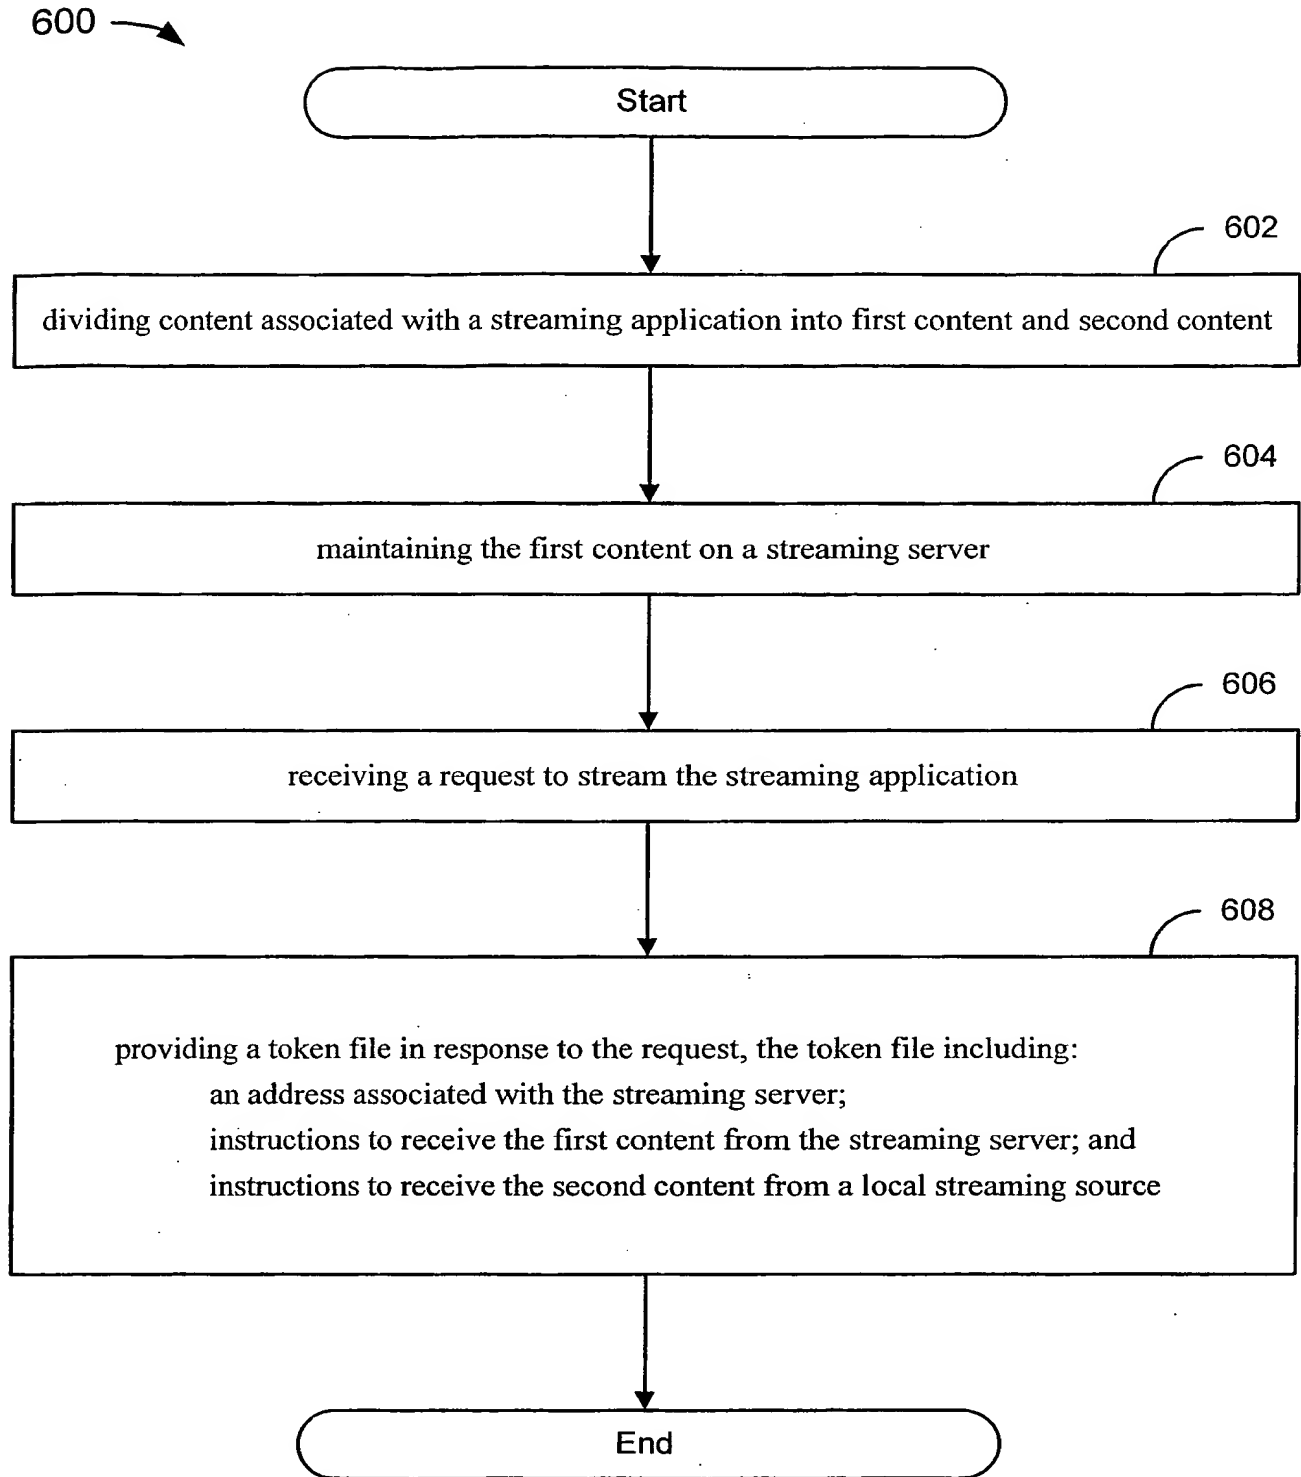 600
Start
602
dividing content associated with a streaming application into first content and second content
604
maintaining the first content on a streaming server
606
receiving a request to stream the streaming application
608
providing a token file in response to the request, the token file including:
an address associated with the streaming server;
instructions to receive the first content from the streaming server; and
instructions to receive the second content from a local streaming source
End